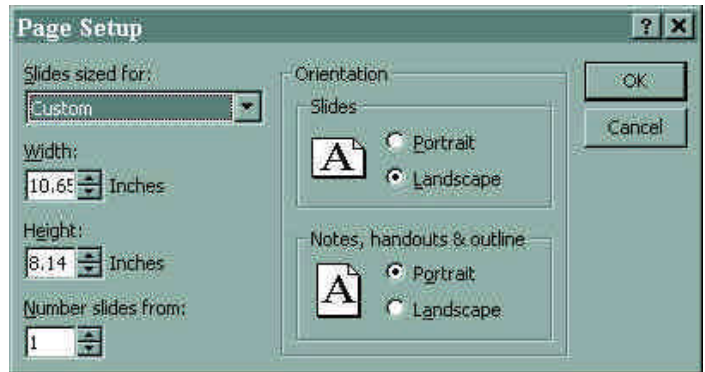 Page Setup
Slides sized for:
Custom
Width:
10.65 Inches
Height:
8.14 Inches
Number slides from:
1
Orientation
Slides
A
Portrait
Landscape
Notes, handouts & outline
A
Portrait
Landscape
OK
Cancel